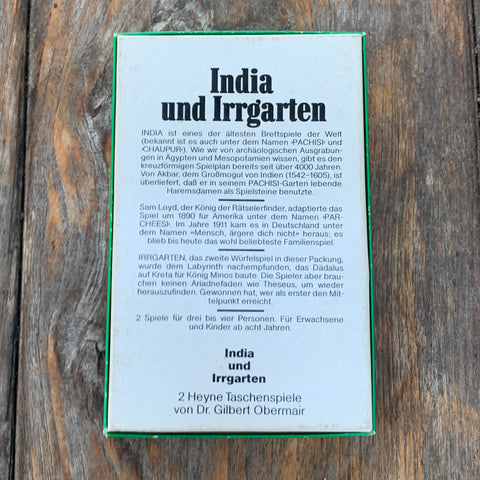 India
und Irrgarten
INDIA ist eines der ältesten Brettspiele der Welt
(bekannt ist es auch unter dem Namen ›PACHISI‹ und
›CHAUPUR‹). Wie wir von archäologischen Ausgrabun-
gen in Ägypten und Mesopotamien wissen, gibt es den
kreuzförmigen Spielplan bereits seit über 4000 Jahren.
Von Akbar, dem Großmogul von Indien (1542–1605), ist
überliefert, daß er in seinem PACHISI-Garten lebende
Haremsdamen als Spielsteine benutzte.
Sam Loyd, der König der Rätselerfinder, adaptierte das
Spiel um 1890 für Amerika unter dem Namen ›PAR-
CHEESI‹. Im Jahre 1911 kam es in Deutschland unter
dem Namen »Mensch, ärgere dich nicht« heraus; es
blieb bis heute das wohl beliebteste Familienspiel.
IRRGARTEN, das zweite Würfelspiel in dieser Packung,
wurde dem Labyrinth nachempfunden, das Dädalus
auf Kreta für König Minos baute. Die Spieler aber brau-
chen keinen Ariadnefaden wie Theseus, um wieder
herauszufinden. Gewonnen hat, wer als erster den Mit-
telpunkt erreicht.
2 Spiele für drei bis vier Personen. Für Erwachsene
und Kinder ab acht Jahren.
India
und
Irrgarten
2 Heyne Taschenspiele
von Dr. Gilbert Obermair